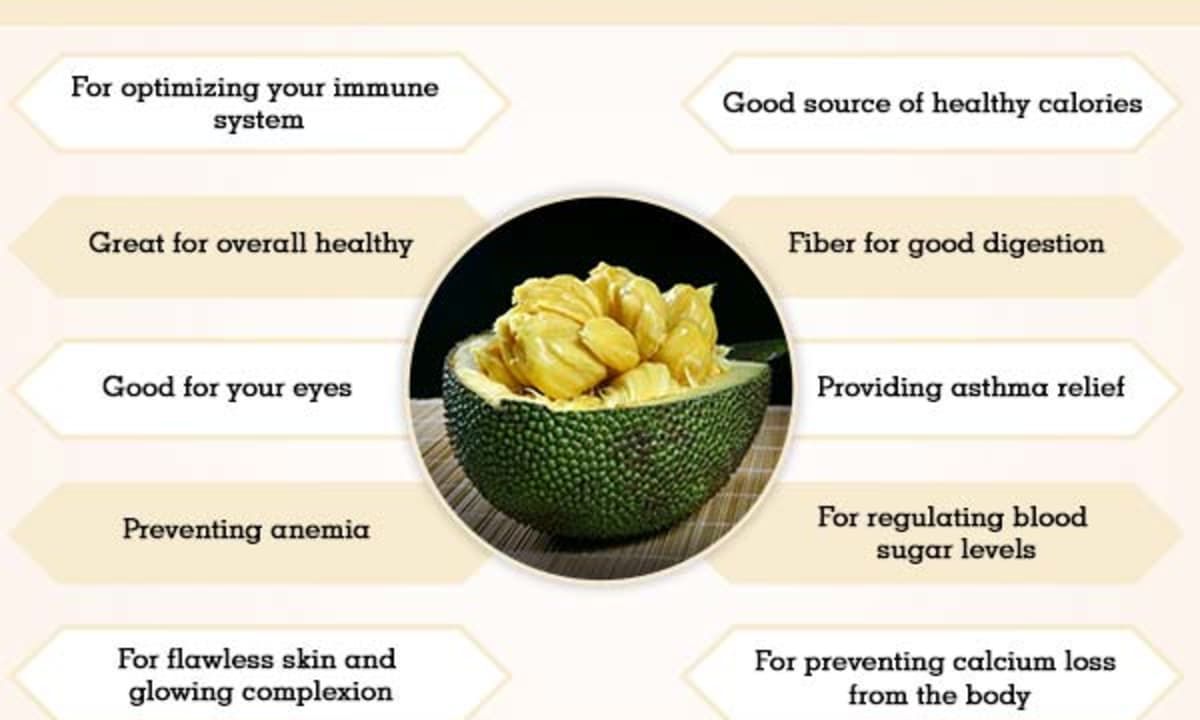 For optimizing your immune
system
Good source of healthy calories
Great for overall healthy
Fiber for good digestion
Good for your eyes
Providing asthma relief
Preventing anemia
For regulating blood
sugar levels
For flawless skin and
glowing complexion
For preventing calcium loss
from the body